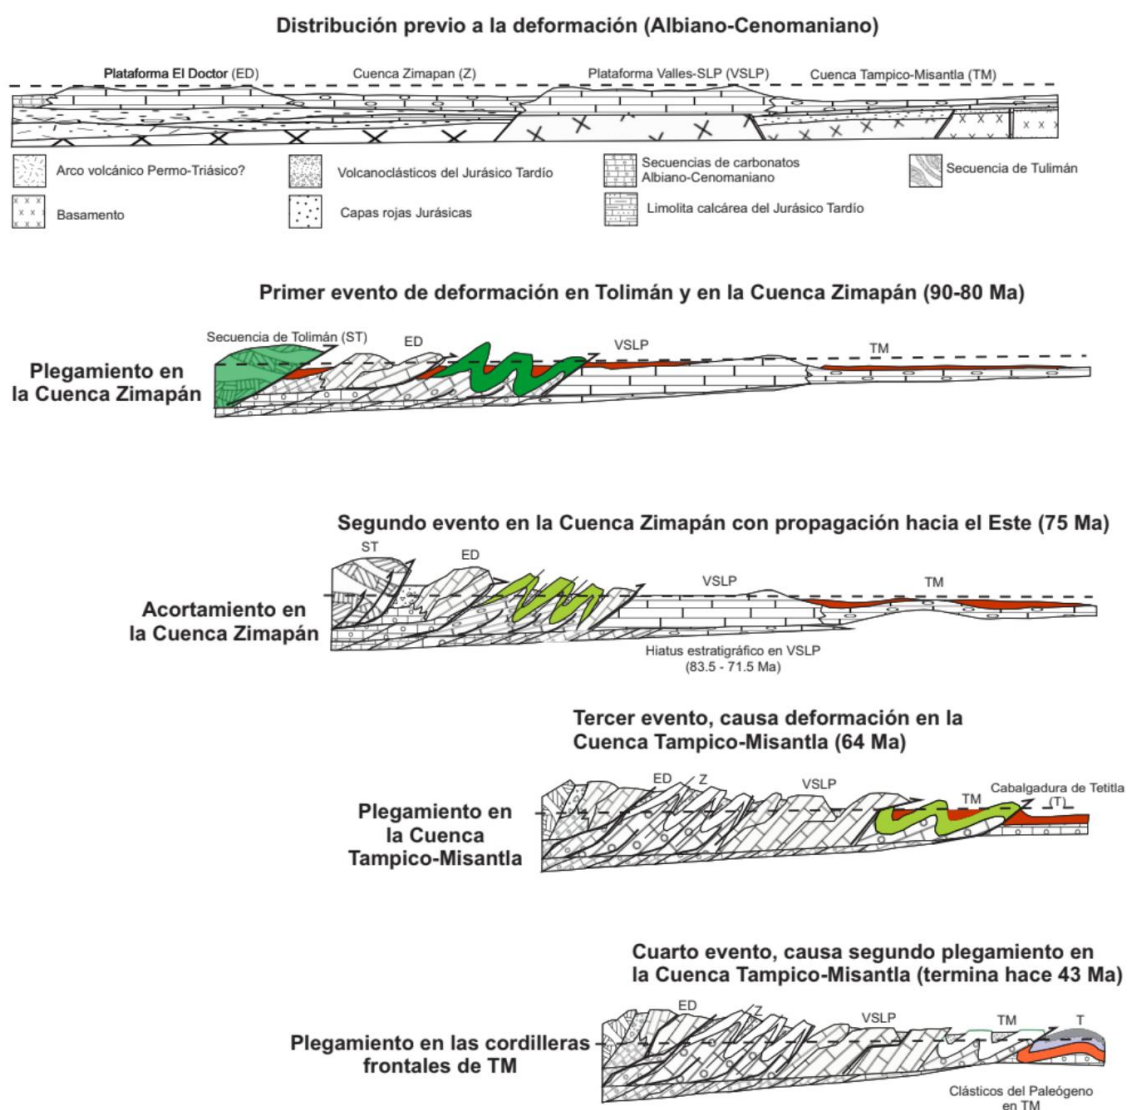 Distribución previo a la deformación (Albiano-Cenomaniano)
Plataforma El Doctor (ED)
Cuenca Zimapan (Z)
Plataforma Valles-SLP (VSLP)
Cuenca Tampico-Misantla (TM)
Arco volcánico Permo-Triásico?
Volcanoclásticos del Jurásico Tardío
Secuencias de carbonatos
Albiano-Cenomaniano
Secuencia de Tulimán
Basamento
Capas rojas Jurásicas
Limolita calcárea del Jurásico Tardío
Primer evento de deformación en Tolimán y en la Cuenca Zimapán (90-80 Ma)
Secuencia de Tolimán (ST)
ED
VSLP
TM
Plegamiento en
la Cuenca Zimapán
Segundo evento en la Cuenca Zimapán con propagación hacia el Este (75 Ma)
ST
ED
VSLP
TM
Acortamiento en
la Cuenca Zimapán
Hiatus estratigráfico en VSLP
(83.5 - 71.5 Ma)
Tercer evento, causa deformación en la
Cuenca Tampico-Misantla (64 Ma)
ED
Z
VSLP
TM
Cabalgadura de Tetitla
(T)
Plegamiento en
la Cuenca
Tampico-Misantla
Cuarto evento, causa segundo plegamiento en
la Cuenca Tampico-Misantla (termina hace 43 Ma)
ED
Z
VSLP
TM
T
Plegamiento en las cordilleras
frontales de TM
Clásticos del Paleógeno
en TM